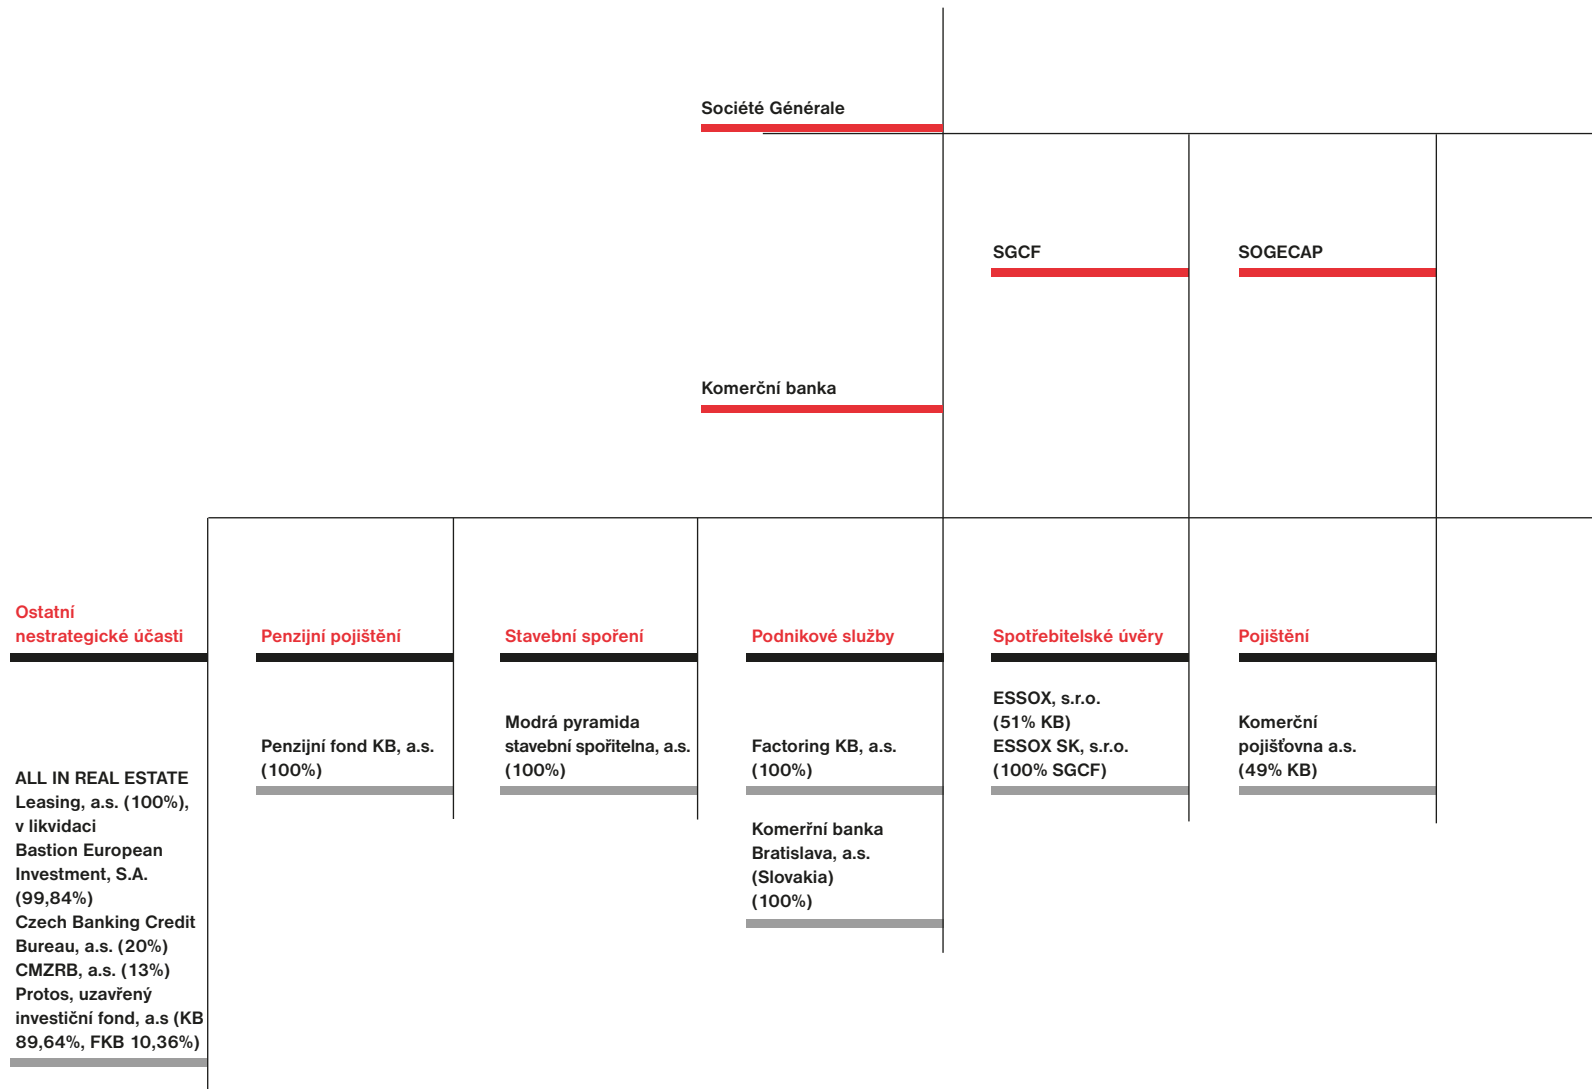 Société Générale
SGCF
SOGECAP
Komerční banka
Ostatní
nestrategické účasti
ALL IN REAL ESTATE
Leasing, a.s. (100%),
v likvidaci
Bastion European
Investment, S.A.
(99,84%)
Czech Banking Credit
Bureau, a.s. (20%)
CMZRB, a.s. (13%)
Protos, uzavřený
investiční fond, a.s (KB
89,64%, FKB 10,36%)
Penzijní pojištění
Penzijní fond KB, a.s.
(100%)
Stavební spoření
Modrá pyramida
stavební spořitelna, a.s.
(100%)
Podnikové služby
Factoring KB, a.s.
(100%)
Komerřní banka
Bratislava, a.s.
(Slovakia)
(100%)
Spotřebitelské úvěry
ESSOX, s.r.o.
(51% KB)
ESSOX SK, s.r.o.
(100% SGCF)
Pojištění
Komerční
pojišťovna a.s.
(49% KB)